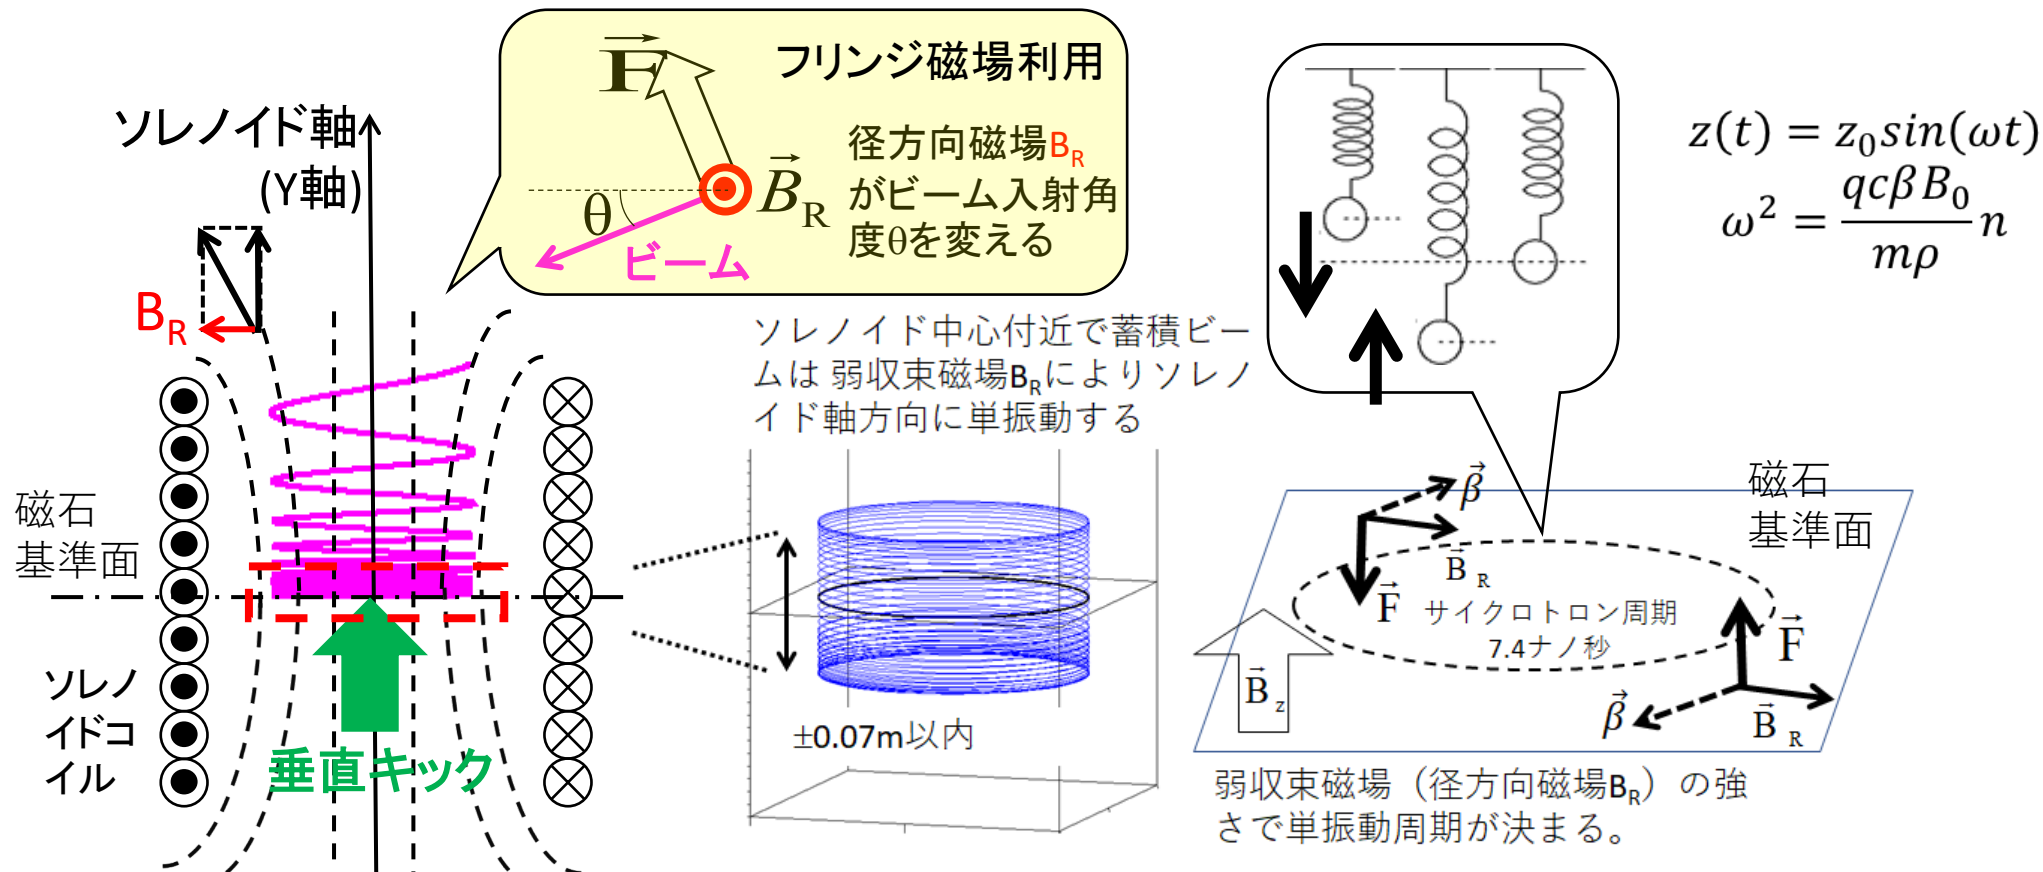 ソレノイド軸
(Y軸)
B_R
磁石
基準面
ソレノ
イドコ
イル
垂直キック
フリンジ磁場利用
F
θ
B_R
ビーム
径方向磁場B_R
がビーム入射角
度θを変える
ソレノイド中心付近で蓄積ビー
ムは 弱収束磁場B_Rによりソレノ
イド軸方向に単振動する
±0.07m以内
z(t) = z_0 sin(ωt)
ω^2 = \frac{qcβB_0}{mρ} n
磁石
基準面
β
B_R
F
サイクロトロン周期
7.4ナノ秒
F
B_z
β
B_R
弱収束磁場（径方向磁場B_R）の強
さで単振動周期が決まる。